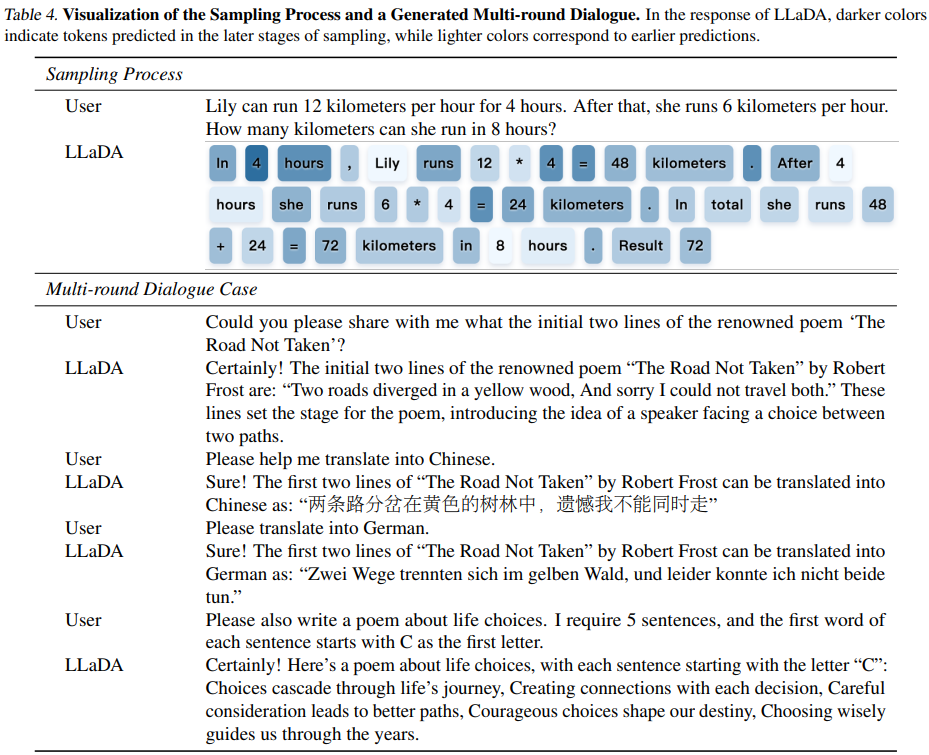 Table 4. Visualization of the Sampling Process and a Generated Multi-round Dialogue. In the response of LLaDA, darker colors
indicate tokens predicted in the later stages of sampling, while lighter colors correspond to earlier predictions.
Sampling Process
User Lily can run 12 kilometers per hour for 4 hours. After that, she runs 6 kilometers per hour.
How many kilometers can she run in 8 hours?
LLaDA In 4 hours , Lily runs 12 * 4 = 48 kilometers . After 4
hours she runs 6 * 4 = 24 kilometers . In total she runs 48
+ 24 = 72 kilometers in 8 hours . Result 72
Multi-round Dialogue Case
User Could you please share with me what the initial two lines of the renowned poem ‘The
Road Not Taken’?
LLaDA Certainly! The initial two lines of the renowned poem “The Road Not Taken” by Robert
Frost are: “Two roads diverged in a yellow wood, And sorry I could not travel both.” These
lines set the stage for the poem, introducing the idea of a speaker facing a choice between
two paths.
User Please help me translate into Chinese.
LLaDA Sure! The first two lines of “The Road Not Taken” by Robert Frost can be translated into
Chinese as: “两条路分岔在黄色的树林中，遗憾我不能同时走”
User Please translate into German.
LLaDA Sure! The first two lines of “The Road Not Taken” by Robert Frost can be translated into
German as: “Zwei Wege trennten sich im gelben Wald, und leider konnte ich nicht beide
tun.”
User Please also write a poem about life choices. I require 5 sentences, and the first word of
each sentence starts with C as the first letter.
LLaDA Certainly! Here’s a poem about life choices, with each sentence starting with the letter “C”:
Choices cascade through life’s journey, Creating connections with each decision, Careful
consideration leads to better paths, Courageous choices shape our destiny, Choosing wisely
guides us through the years.